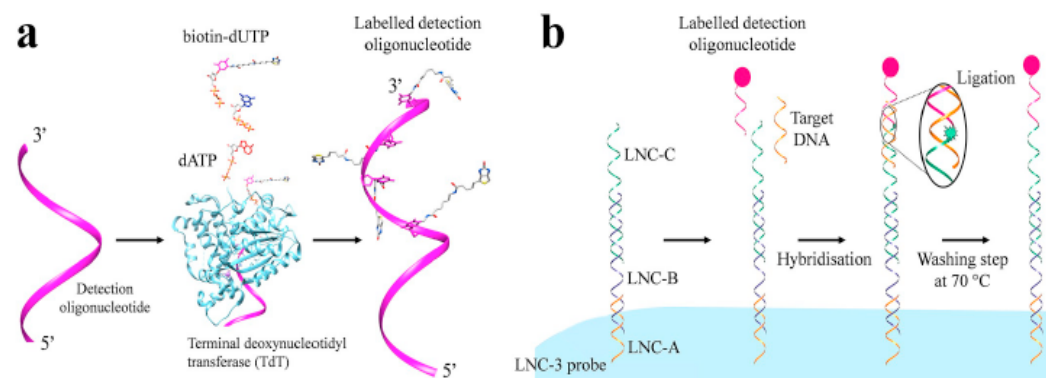 a
biotin-dUTP
dATP
3’
5’
Detection
oligonucleotide
Terminal deoxynucleotidyl
transferase (TdT)
Labelled detection
oligonucleotide
3’
5’
b
Labelled detection
oligonucleotide
Target
DNA
LNC-C
LNC-B
LNC-A
LNC-3 probe
Hybridisation
Ligation
Washing step
at 70 °C